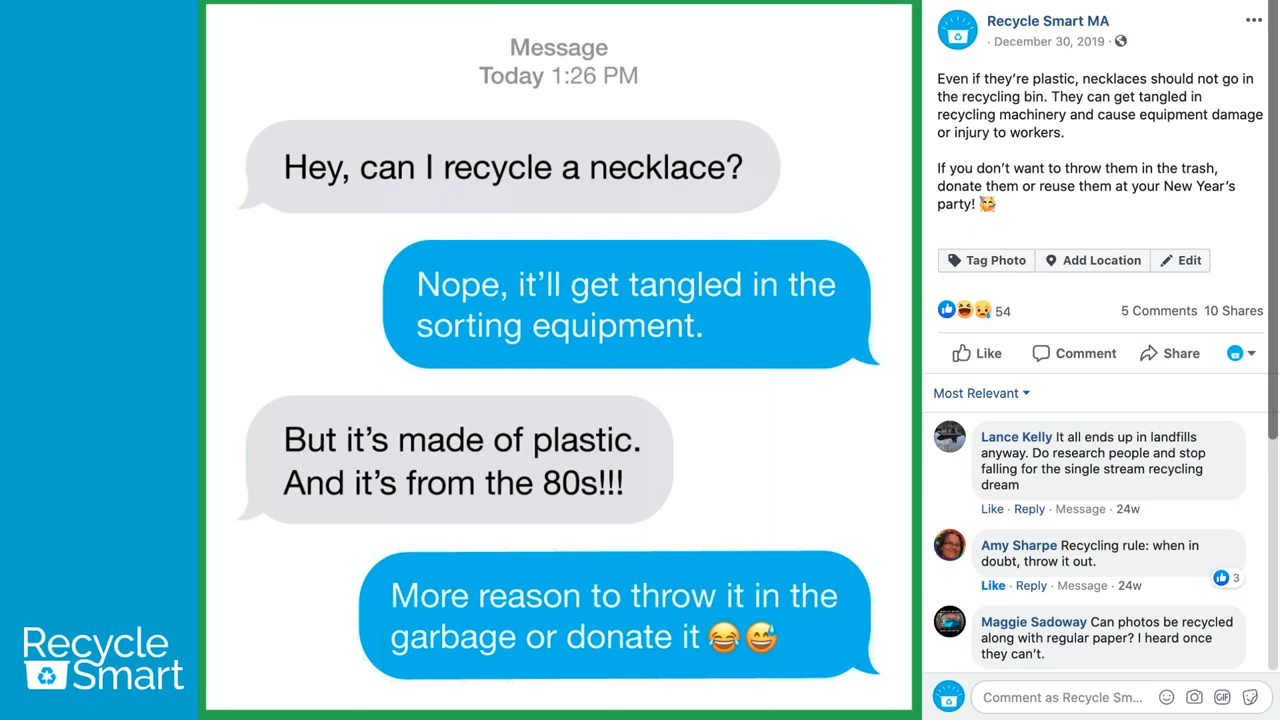 Message
Today 1:26 PM
Hey, can I recycle a necklace?
Nope, it’ll get tangled in the
sorting equipment.
But it’s made of plastic.
And it’s from the 80s!!!
More reason to throw it in the
garbage or donate it 😂😅
Recycle
Smart
Recycle Smart MA
· December 30, 2019 ·
Even if they’re plastic, necklaces should not go in
the recycling bin. They can get tangled in
recycling machinery and cause equipment damage
or injury to workers.
If you don’t want to throw them in the trash,
donate them or reuse them at your New Year’s
party! 🥳
Tag Photo Add Location Edit
54 5 Comments 10 Shares
Like Comment Share
Most Relevant
Lance Kelly It all ends up in landfills
anyway. Do research people and stop
falling for the single stream recycling
dream
Like · Reply · Message · 24w
Amy Sharpe Recycling rule: when in
doubt, throw it out.
3
Like · Reply · Message · 24w
Maggie Sadoway Can photos be recycled
along with regular paper? I heard once
they can’t.
Comment as Recycle Sm... GIF